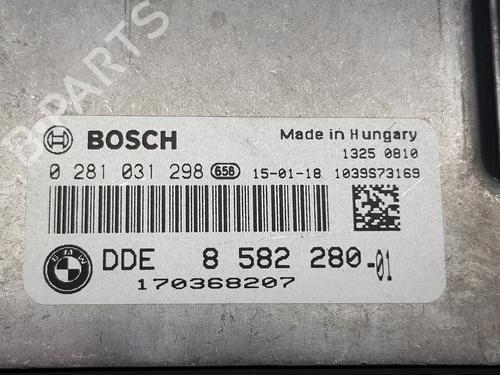 B-PARTS
BOSCH
Made in Hungary
1325 0810
0 281 031 298 658 15-01-18 1039S73169
BMW
DDE 8 582 280-01
170368207